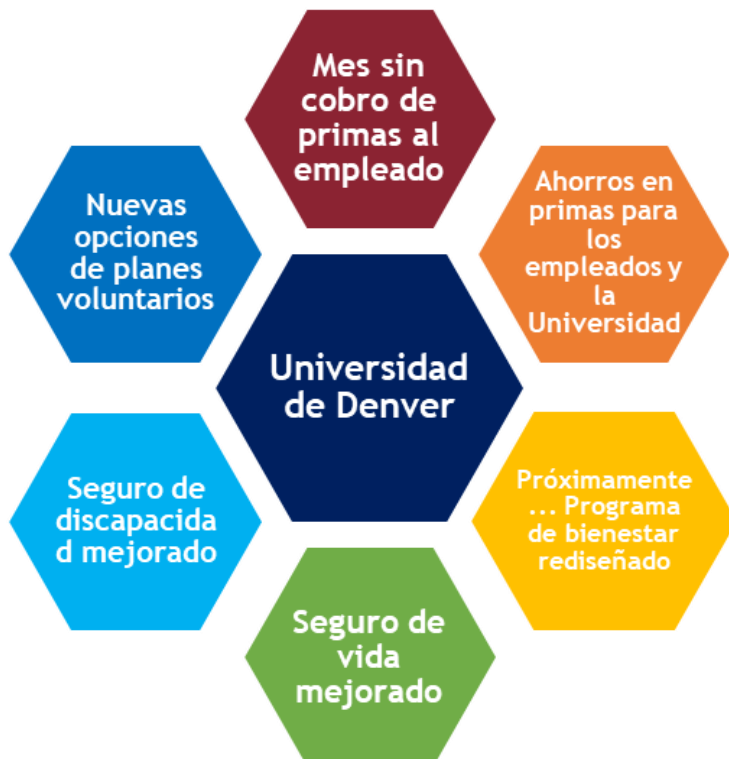 Mes sin
cobro de
primas al
empleado
Nuevas
opciones
de planes
voluntarios
Ahorros en
primas para
los
empleados y
la
Universidad
Universidad
de Denver
Seguro de
discapacida
d mejorado
Próximamente
... Programa
de bienestar
rediseñado
Seguro de
vida
mejorado